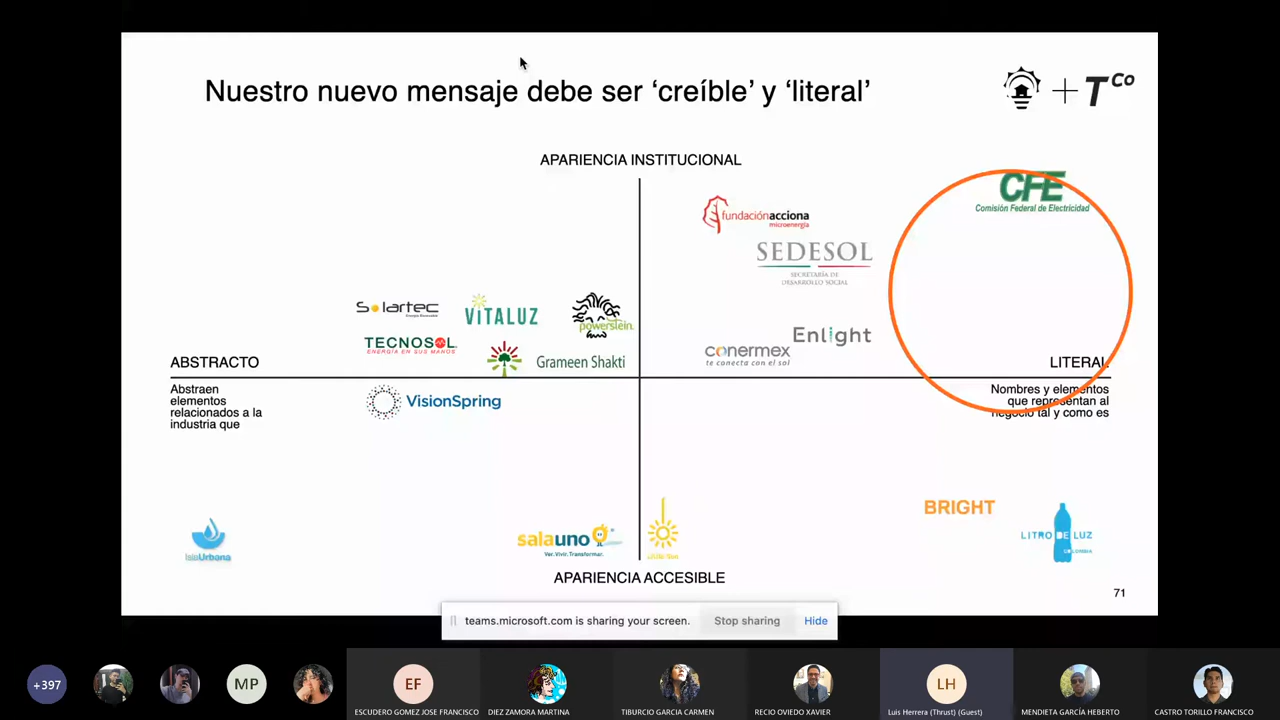 Nuestro nuevo mensaje debe ser ‘creíble’ y ‘literal’
T Co
APARIENCIA INSTITUCIONAL
CFE
Comisión Federal de Electricidad
fundación acciona
microenergía
SEDESOL
SECRETARÍA DE
DESARROLLO SOCIAL
Solartec
VITALUZ
powerstein
TECNOSOL
ENERGIA EN SUS MANOS
Grameen Shakti
Enlight
conermex
te conecta con el sol
ABSTRACTO
LITERAL
Abstraen
elementos
relacionados a la
industria que
Nombres y elementos
que representan al
negocio tal y como es
VisionSpring
BRIGHT
LITRO DE LUZ
COLOMBIA
salauno
Ver. Vivir. Transformar.
IslaUrbana
APARIENCIA ACCESIBLE
71
teams.microsoft.com is sharing your screen.
Stop sharing
Hide
+397
MP
EF
LH
ESCUDERO GOMEZ JOSE FRANCISCO
DIEZ ZAMORA MARTINA
TIBURCIO GARCIA CARMEN
RECIO OVIEDO XAVIER
Luis Herrera (Thrust) (Guest)
MENDIETA GARCÍA HEBERTO
CASTRO TORILLO FRANCISCO